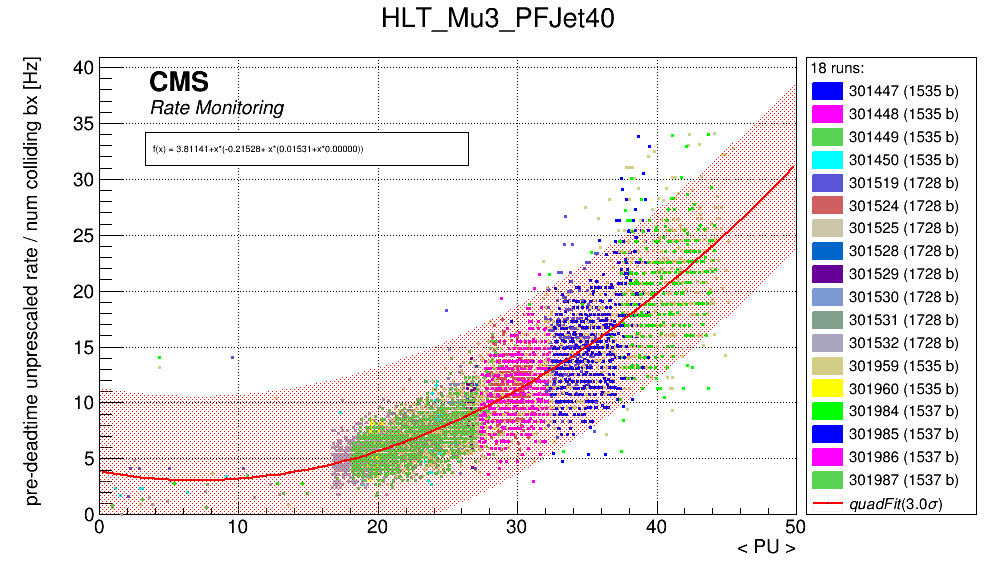 HLT_Mu3_PFJet40
pre-deadtime unprescaled rate / num colliding bx [Hz]
CMS
Rate Monitoring
f(x) = 3.81141+x*(-0.21528+ x*(0.01531+x*0.00000))
40
35
30
25
20
15
10
5
0
0 10 20 30 40 50
< PU >
18 runs:
301447 (1535 b)
301448 (1535 b)
301449 (1535 b)
301450 (1535 b)
301519 (1728 b)
301524 (1728 b)
301525 (1728 b)
301528 (1728 b)
301529 (1728 b)
301530 (1728 b)
301531 (1728 b)
301532 (1728 b)
301959 (1535 b)
301960 (1535 b)
301984 (1537 b)
301985 (1537 b)
301986 (1537 b)
301987 (1537 b)
quadFit(3.0σ)